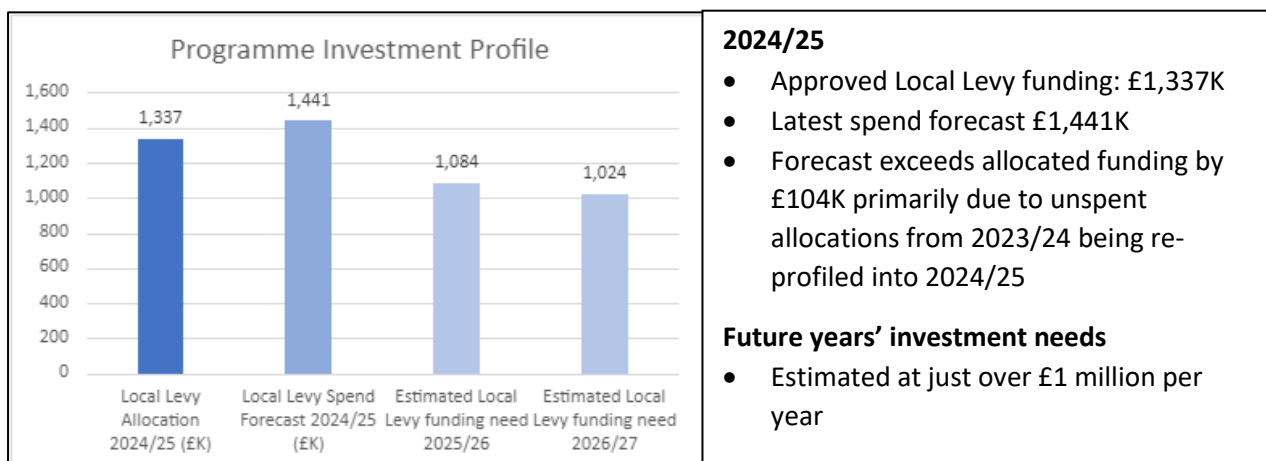 Programme Investment Profile
1,600
1,400
1,200
1,000
800
600
400
200
0
1,337
1,441
1,084
1,024
Local Levy
Allocation
2024/25 (£K)
Local Levy Spend
Forecast 2024/25
(£K)
Estimated Local
Levy funding need
2025/26
Estimated Local
Levy funding need
2026/27
2024/25
• Approved Local Levy funding: £1,337K
• Latest spend forecast £1,441K
• Forecast exceeds allocated funding by
£104K primarily due to unspent
allocations from 2023/24 being re-
profiled into 2024/25
Future years’ investment needs
• Estimated at just over £1 million per
year